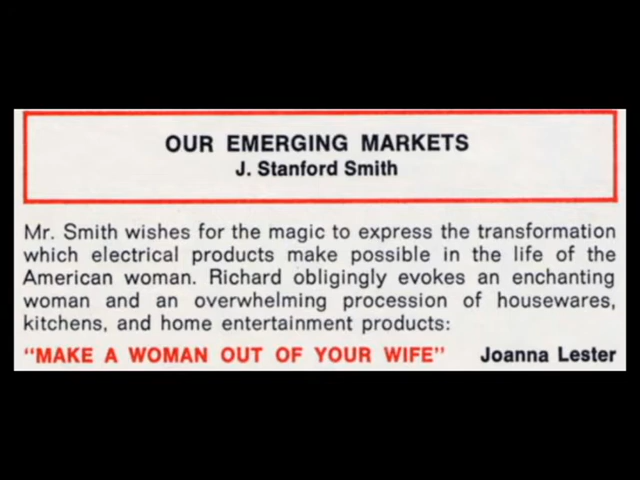 OUR EMERGING MARKETS
J. Stanford Smith
Mr. Smith wishes for the magic to express the transformation
which electrical products make possible in the life of the
American woman. Richard obligingly evokes an enchanting
woman and an overwhelming procession of housewares,
kitchens, and home entertainment products:
"MAKE A WOMAN OUT OF YOUR WIFE" Joanna Lester